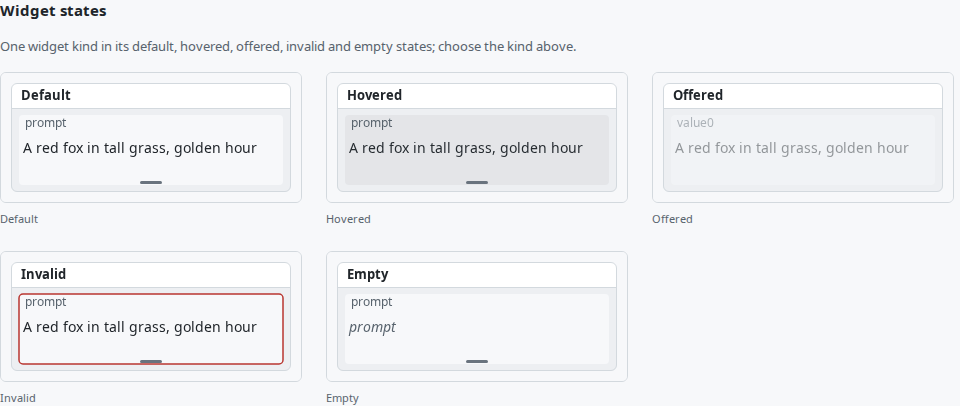 Widget states
One widget kind in its default, hovered, offered, invalid and empty states; choose the kind above.
Default
prompt
A red fox in tall grass, golden hour
Default
Hovered
prompt
A red fox in tall grass, golden hour
Hovered
Offered
value0
A red fox in tall grass, golden hour
Offered
Invalid
prompt
A red fox in tall grass, golden hour
Invalid
Empty
prompt
prompt
Empty